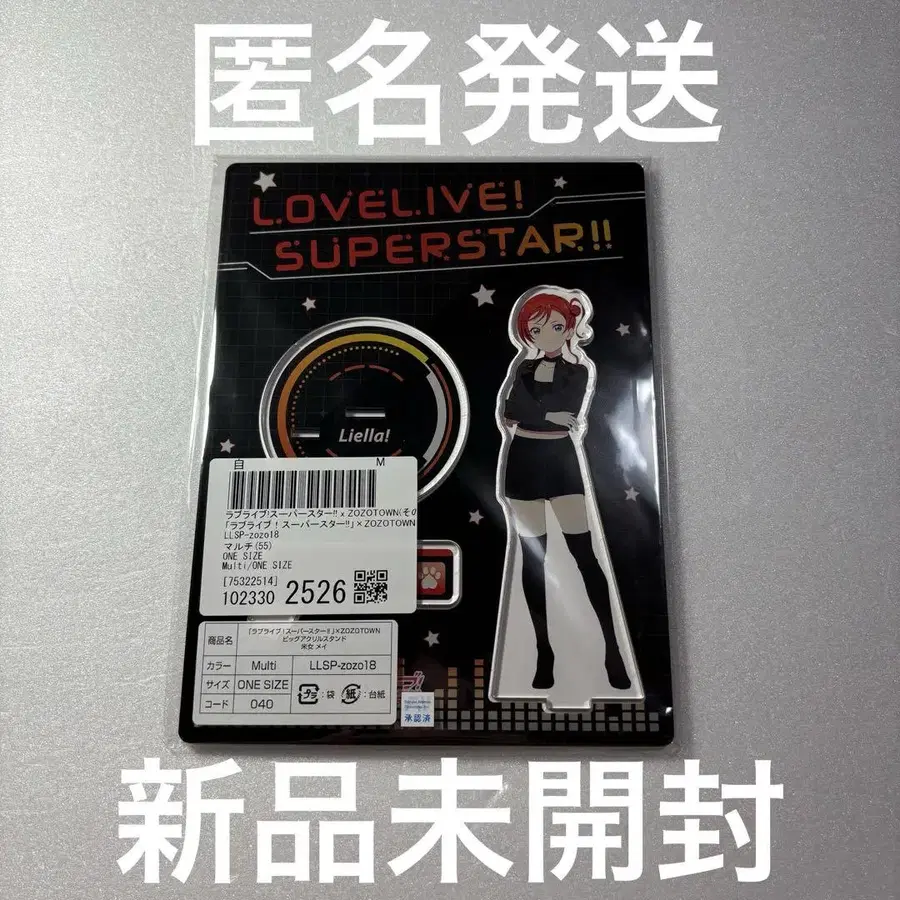 匿名発送
LOVELIVE!
SUPERSTAR!!
Liella!
自 M
ラブライブ!スーパースター!! x ZOZOTOWN(その
「ラブライブ！スーパースター!!」×ZOZOTOWN
LLSP-zozo18
マルチ(55)
ONE SIZE
Multi/ONE SIZE
[75322514]
102330 2526
商品名 「ラブライブ！スーパースター!!」×ZOZOTOWN
ビッグアクリルスタンド
米女 メイ
カラー Multi LLSP-zozo18
サイズ ONE SIZE プラ:袋 紙:台紙
コード 040
承認済
新品未開封